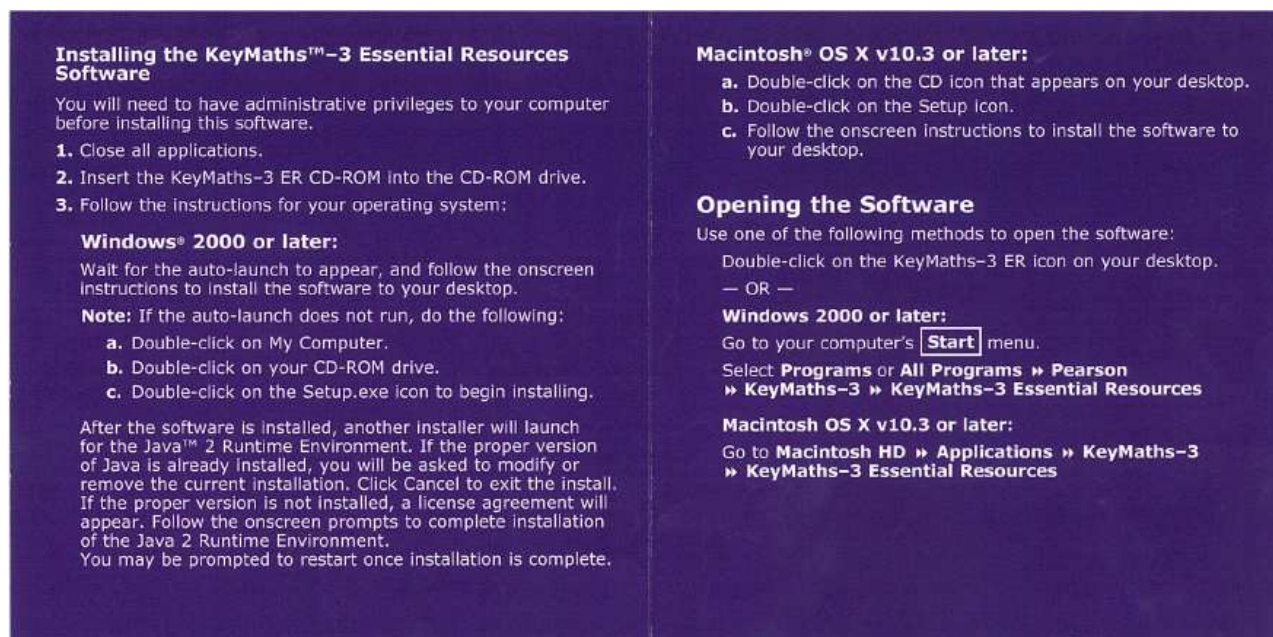 Installing the KeyMaths™–3 Essential Resources
Software
You will need to have administrative privileges to your computer
before installing this software.
1. Close all applications.
2. Insert the KeyMaths–3 ER CD-ROM into the CD-ROM drive.
3. Follow the instructions for your operating system:
Windows® 2000 or later:
Wait for the auto-launch to appear, and follow the onscreen
instructions to install the software to your desktop.
Note: If the auto-launch does not run, do the following:
a. Double-click on My Computer.
b. Double-click on your CD-ROM drive.
c. Double-click on the Setup.exe icon to begin installing.
After the software is installed, another installer will launch
for the Java™ 2 Runtime Environment. If the proper version
of Java is already installed, you will be asked to modify or
remove the current installation. Click Cancel to exit the install.
If the proper version is not installed, a license agreement will
appear. Follow the onscreen prompts to complete installation
of the Java 2 Runtime Environment.
You may be prompted to restart once installation is complete.
Macintosh® OS X v10.3 or later:
a. Double-click on the CD icon that appears on your desktop.
b. Double-click on the Setup icon.
c. Follow the onscreen instructions to install the software to
your desktop.
Opening the Software
Use one of the following methods to open the software:
Double-click on the KeyMaths–3 ER icon on your desktop.
— OR —
Windows 2000 or later:
Go to your computer's Start menu.
Select Programs or All Programs » Pearson
» KeyMaths–3 » KeyMaths–3 Essential Resources
Macintosh OS X v10.3 or later:
Go to Macintosh HD » Applications » KeyMaths–3
» KeyMaths–3 Essential Resources